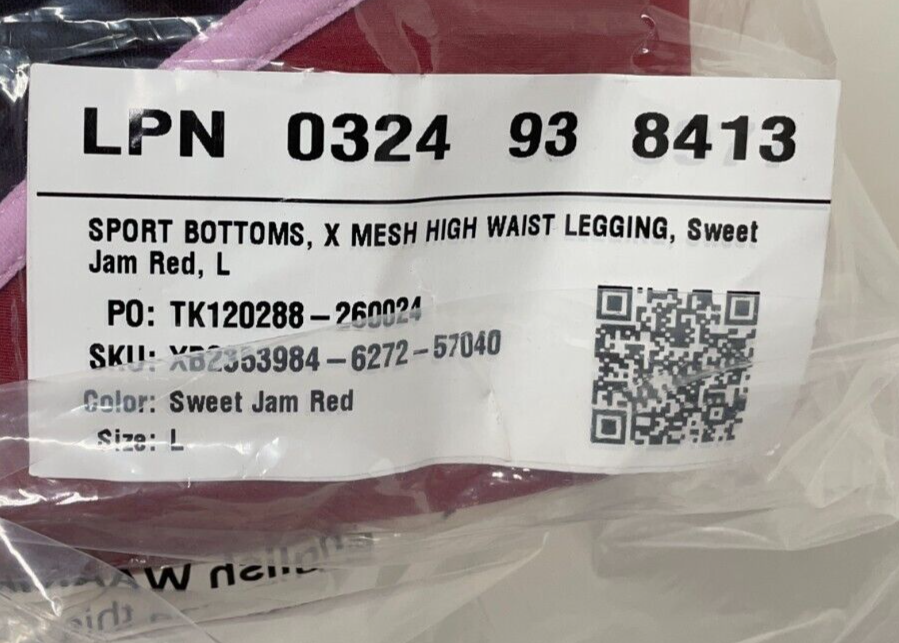 LPN 0324 93 8413
SPORT BOTTOMS, X MESH HIGH WAIST LEGGING, Sweet
Jam Red, L
PO: TK120288-260024
SKU: XB2353984-6272-57040
Color: Sweet Jam Red
Size: L